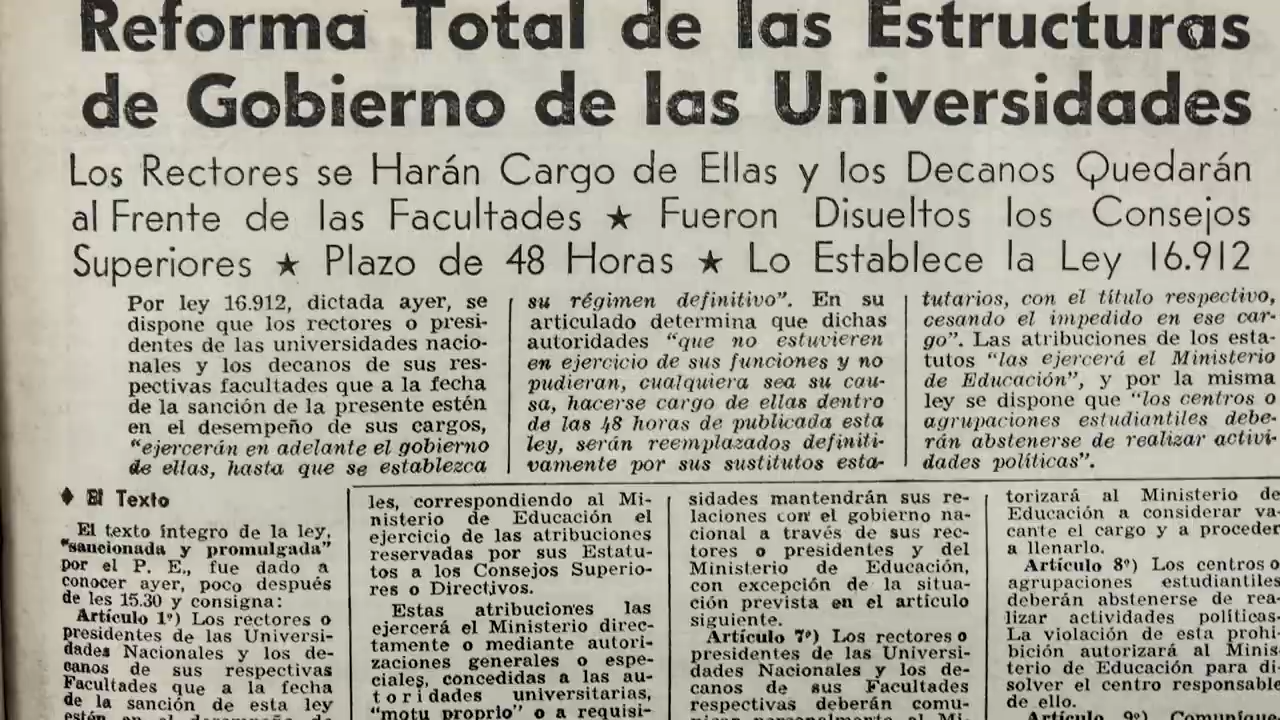 Reforma Total de las Estructuras
de Gobierno de las Universidades
Los Rectores se Harán Cargo de Ellas y los Decanos Quedarán
al Frente de las Facultades ★ Fueron Disueltos los Consejos
Superiores ★ Plazo de 48 Horas ★ Lo Establece la Ley 16.912
Por ley 16.912, dictada ayer, se
dispone que los rectores o presi-
dentes de las universidades nacio-
nales y los decanos de sus res-
pectivas facultades que a la fecha
de la sanción de la presente estén
en el desempeño de sus cargos,
"ejercerán en adelante el gobierno
de ellas, hasta que se establezca
su régimen definitivo". En su
articulado determina que dichas
autoridades "que no estuvieren
en ejercicio de sus funciones y no
pudieran, cualquiera sea su cau-
sa, hacerse cargo de ellas dentro
de las 48 horas de publicada esta
ley, serán reemplazados definiti-
vamente por sus sustitutos esta-
tutarios, con el título respectivo,
cesando el impedido en ese car-
go". Las atribuciones de los esta-
tutos "las ejercerá el Ministerio
de Educación", y por la misma
ley se dispone que "los centros o
agrupaciones estudiantiles debe-
rán abstenerse de realizar activi-
dades políticas".
♦ El Texto
El texto íntegro de la ley,
"sancionada y promulgada"
por el P. E., fue dado a
conocer ayer, poco después
de les 15.30 y consigna:
Artículo 1º) Los rectores o
presidentes de las Universi-
dades Nacionales y los de-
canos de sus respectivas
Facultades que a la fecha
de la sanción de esta ley
estén en el desempeño de
les, correspondiendo al Mi-
nisterio de Educación el
ejercicio de las atribuciones
reservadas por sus Estatu-
tos a los Consejos Superio-
res o Directivos.
Estas atribuciones las
ejercerá el Ministerio direc-
tamente o mediante autori-
zaciones generales o espe-
ciales, concedidas a las au-
toridades universitarias,
"motu proprio" o a requisi-
sidades mantendrán sus re-
laciones con el gobierno na-
cional a través de sus rec-
tores o presidentes y del
Ministerio de Educación,
con excepción de la situa-
ción prevista en el artículo
siguiente.
Artículo 7º) Los rectores o
presidentes de las Universi-
dades Nacionales y los de-
canos de sus Facultades
respectivas deberán comu-
nicar personalmente al Mi-
torizará al Ministerio de
Educación a considerar va-
cante el cargo y a proceder
a llenarlo.
Artículo 8º) Los centros o
agrupaciones estudiantiles
deberán abstenerse de rea-
lizar actividades políticas.
La violación de esta prohi-
bición autorizará al Minis-
terio de Educación para di-
solver el centro responsable
de ello.
Artículo 9º) Comuníque